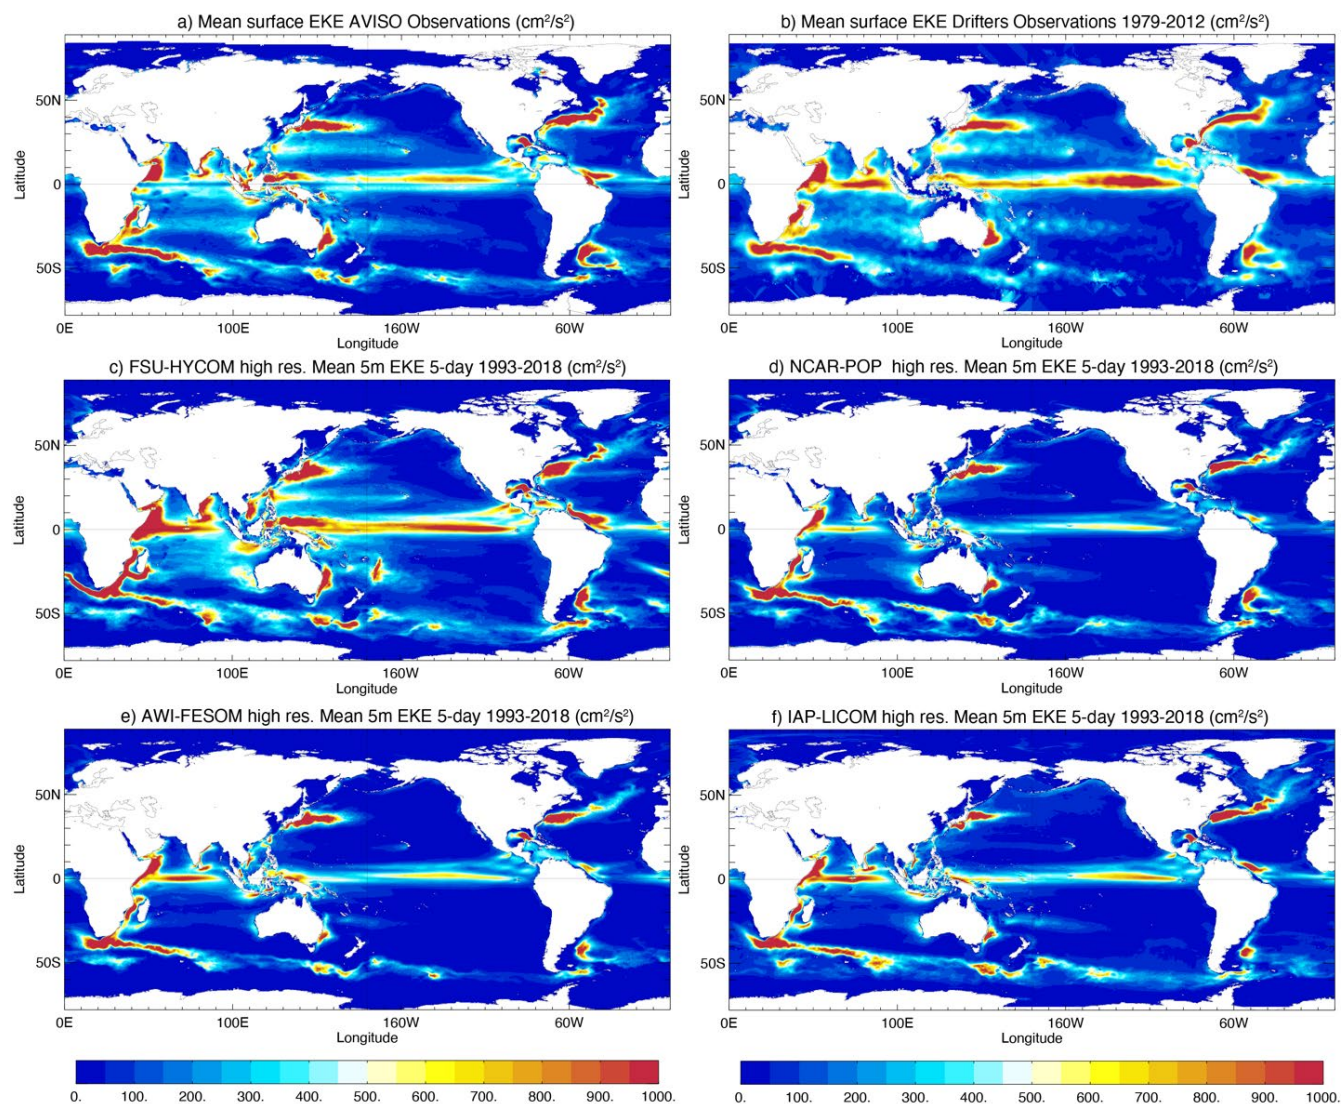 a) Mean surface EKE AVISO Observations (cm²/s²)
b) Mean surface EKE Drifters Observations 1979-2012 (cm²/s²)
50N
0
50S
Latitude
0E 100E 160W 60W
Longitude
50N
0
50S
Latitude
0E 100E 160W 60W
Longitude
c) FSU-HYCOM high res. Mean 5m EKE 5-day 1993-2018 (cm²/s²)
d) NCAR-POP high res. Mean 5m EKE 5-day 1993-2018 (cm²/s²)
50N
0
50S
Latitude
0E 100E 160W 60W
Longitude
50N
0
50S
Latitude
0E 100E 160W 60W
Longitude
e) AWI-FESOM high res. Mean 5m EKE 5-day 1993-2018 (cm²/s²)
f) IAP-LICOM high res. Mean 5m EKE 5-day 1993-2018 (cm²/s²)
50N
0
50S
Latitude
0E 100E 160W 60W
Longitude
50N
0
50S
Latitude
0E 100E 160W 60W
Longitude
0. 100. 200. 300. 400. 500. 600. 700. 800. 900. 1000.
0. 100. 200. 300. 400. 500. 600. 700. 800. 900. 1000.